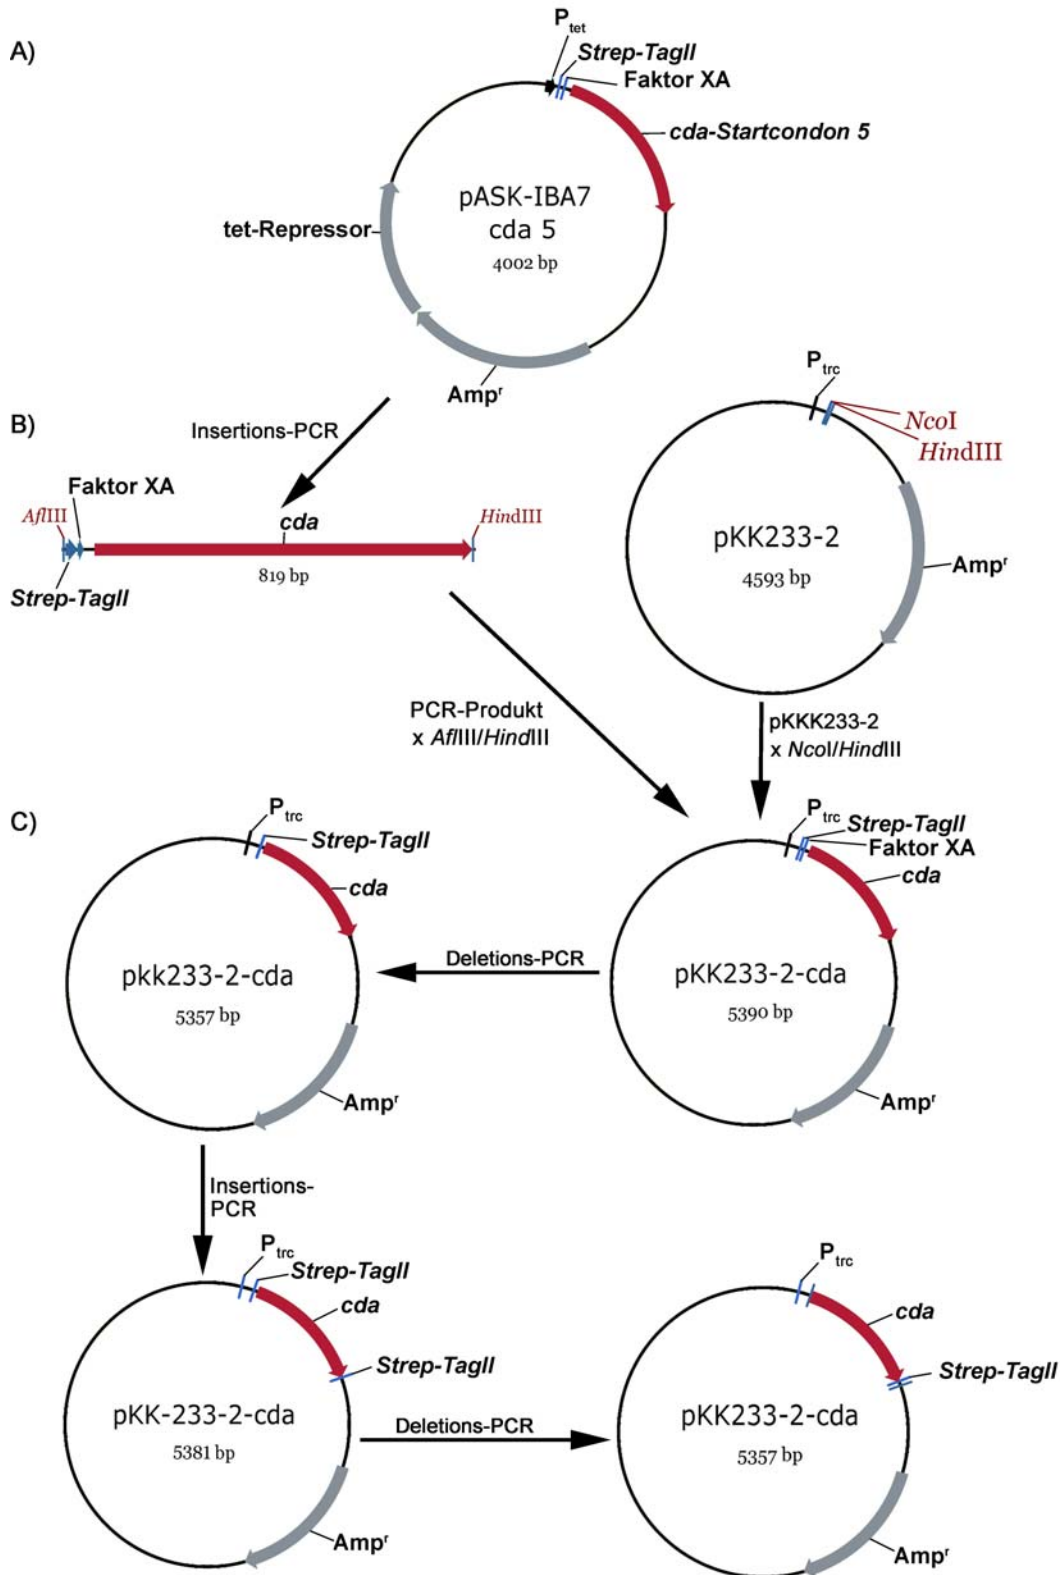 A)
P tet
Strep-TagII
Faktor XA
cda-Startcondon 5
pASK-IBA7
cda 5
4002 bp
tet-Repressor
Amp r
B)
Insertions-PCR
P trc
NcoI
HindIII
pKK233-2
4593 bp
Amp r
Faktor XA
AflIII
cda
HindIII
819 bp
Strep-TagII
PCR-Produkt
x AflIII/HindIII
pKKK233-2
x NcoI/HindIII
C)
P trc
Strep-TagII
cda
pkk233-2-cda
5357 bp
Amp r
Deletions-PCR
P trc
Strep-TagII
Faktor XA
cda
pKK233-2-cda
5390 bp
Amp r
Insertions-
PCR
P trc
Strep-TagII
cda
Strep-TagII
pKK-233-2-cda
5381 bp
Amp r
Deletions-PCR
P trc
cda
Strep-TagII
pKK233-2-cda
5357 bp
Amp r